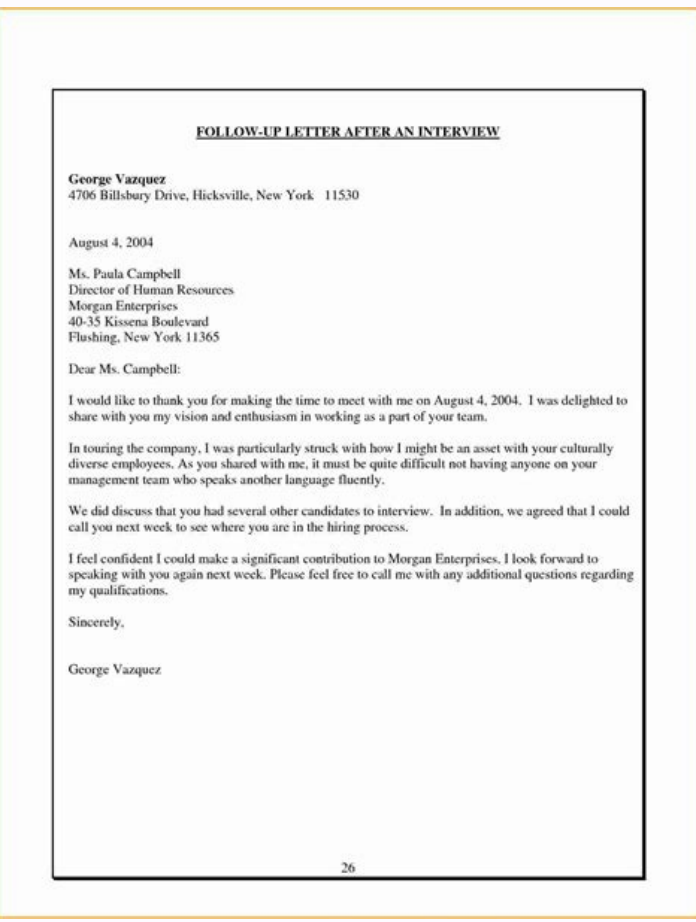 FOLLOW-UP LETTER AFTER AN INTERVIEW
George Vazquez
4706 Billsbury Drive, Hicksville, New York 11530
August 4, 2004
Ms. Paula Campbell
Director of Human Resources
Morgan Enterprises
40-35 Kissena Boulevard
Flushing, New York 11365
Dear Ms. Campbell:
I would like to thank you for making the time to meet with me on August 4, 2004. I was delighted to
share with you my vision and enthusiasm in working as a part of your team.
In touring the company, I was particularly struck with how I might be an asset with your culturally
diverse employees. As you shared with me, it must be quite difficult not having anyone on your
management team who speaks another language fluently.
We did discuss that you had several other candidates to interview. In addition, we agreed that I could
call you next week to see where you are in the hiring process.
I feel confident I could make a significant contribution to Morgan Enterprises. I look forward to
speaking with you again next week. Please feel free to call me with any additional questions regarding
my qualifications.
Sincerely,
George Vazquez
26